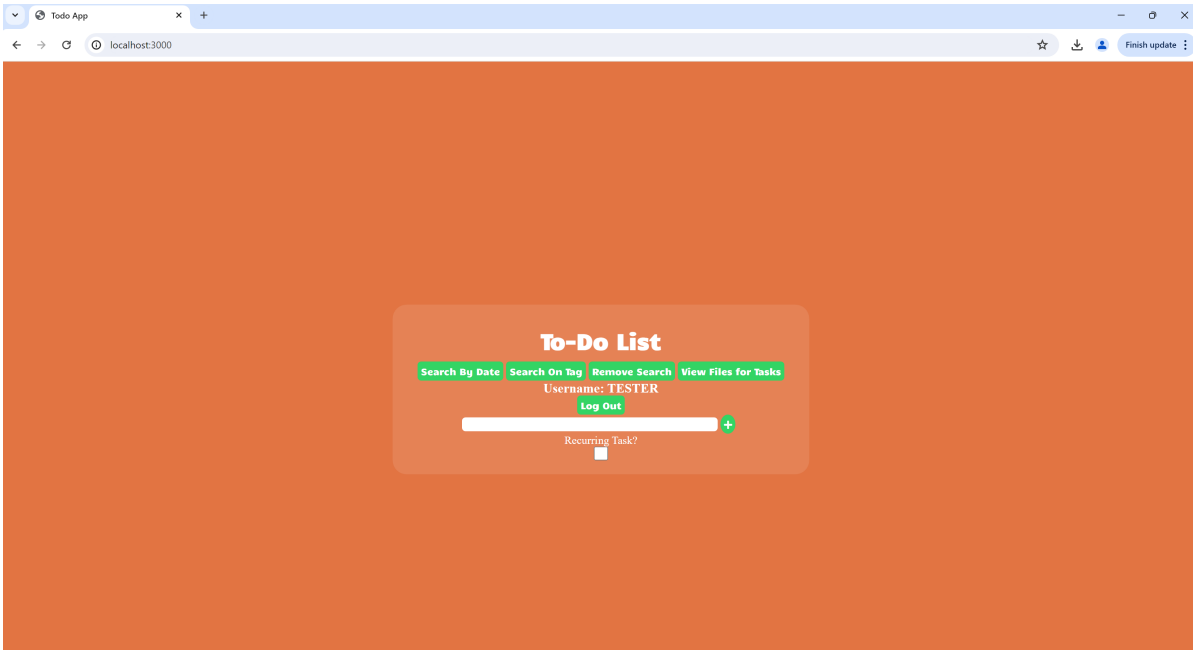 Todo App
localhost:3000
Finish update
To-Do List
Search By Date Search On Tag Remove Search View Files for Tasks
Username: TESTER
Log Out
+
Recurring Task?